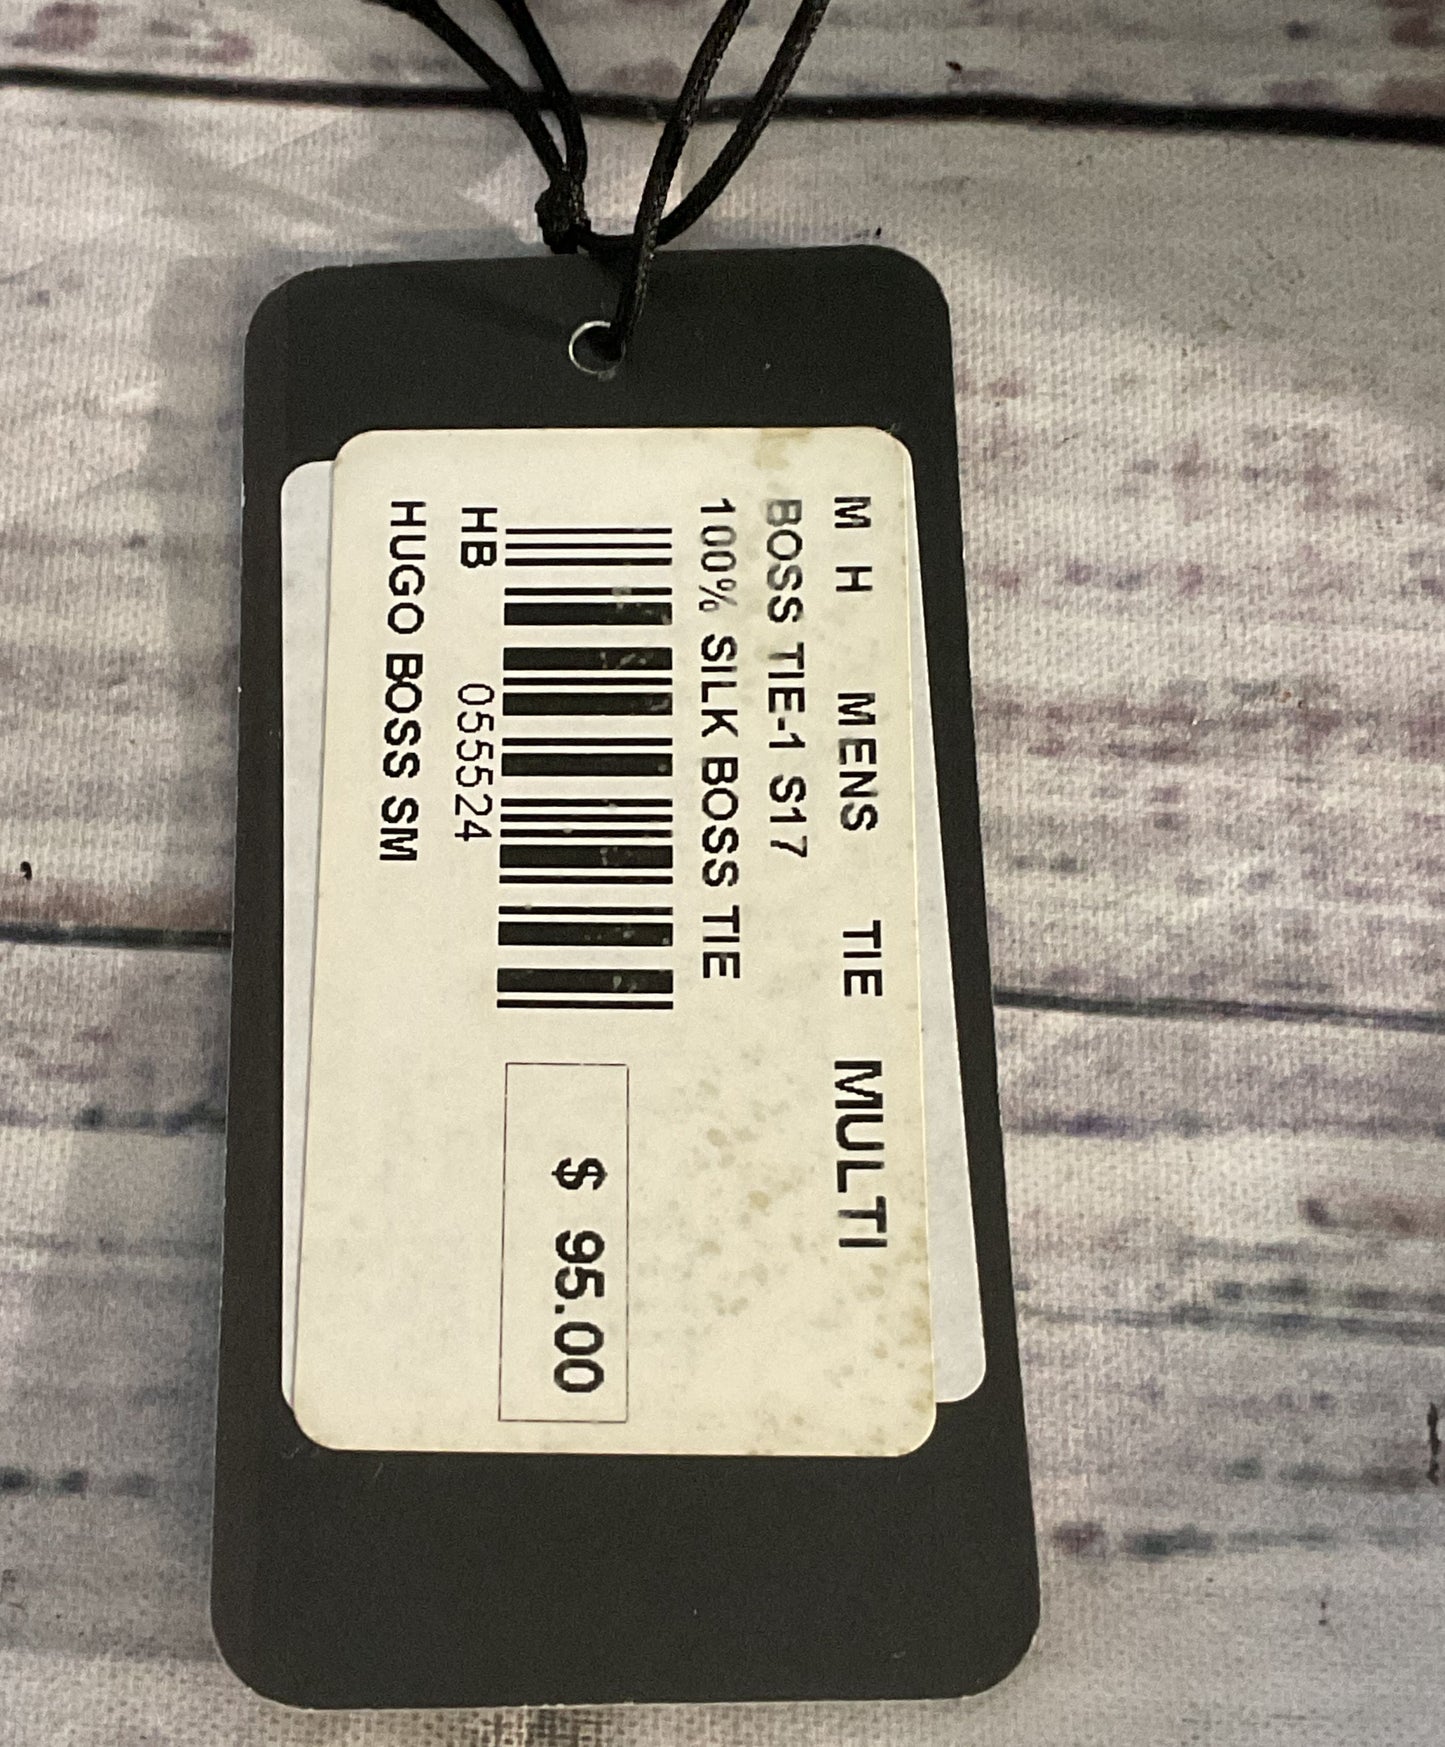 M H MENS TIE MULTI
BOSS TIE-1 S17
100% SILK BOSS TIE
HB 055524
HUGO BOSS SM
$ 95.00